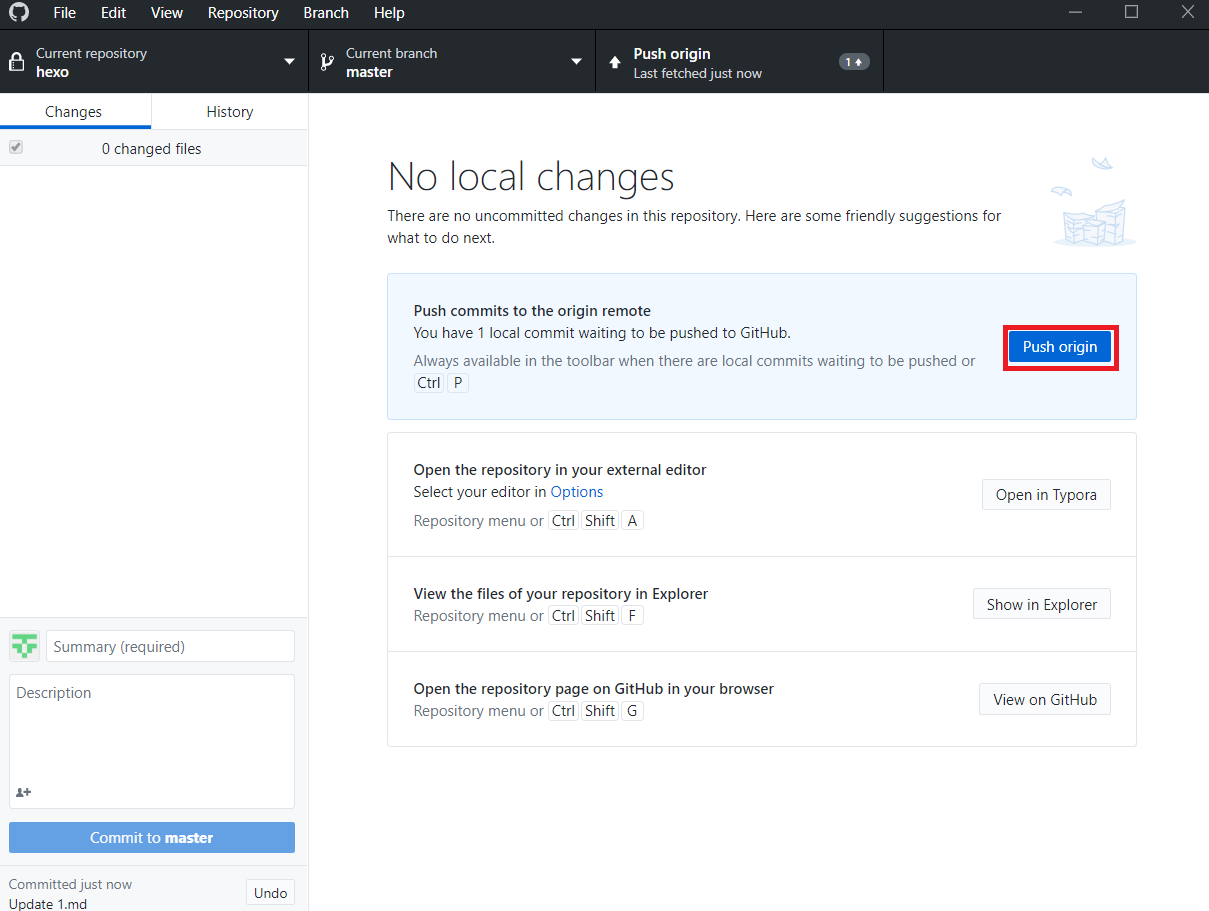 File Edit View Repository Branch Help
Current repository
hexo
Current branch
master
Push origin
Last fetched just now
1
Changes History
0 changed files
No local changes
There are no uncommitted changes in this repository. Here are some friendly suggestions for
what to do next.
Push commits to the origin remote
You have 1 local commit waiting to be pushed to GitHub.
Always available in the toolbar when there are local commits waiting to be pushed or
Ctrl P
Push origin
Open the repository in your external editor
Select your editor in Options
Repository menu or Ctrl Shift A
Open in Typora
View the files of your repository in Explorer
Repository menu or Ctrl Shift F
Show in Explorer
Open the repository page on GitHub in your browser
Repository menu or Ctrl Shift G
View on GitHub
Summary (required)
Description
Commit to master
Committed just now
Update 1.md
Undo